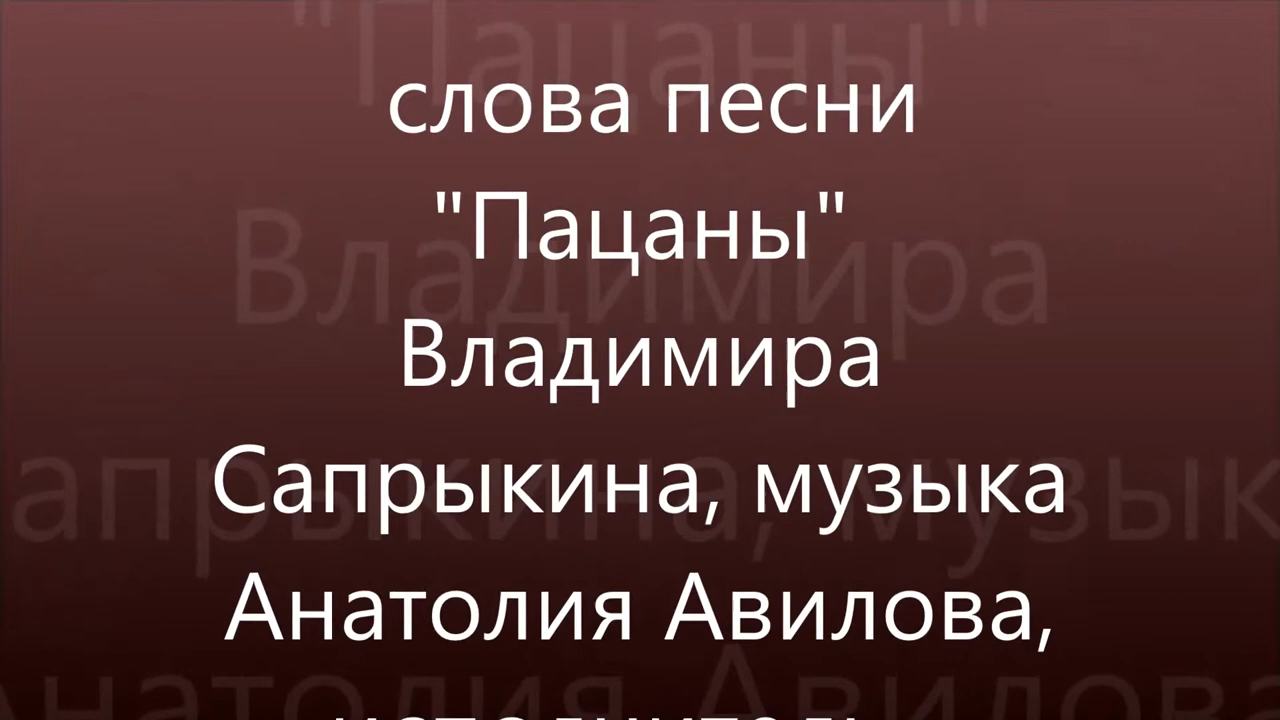 слова песни
"Пацаны"
Владимира
Сапрыкина, музыка
Анатолия Авилова,